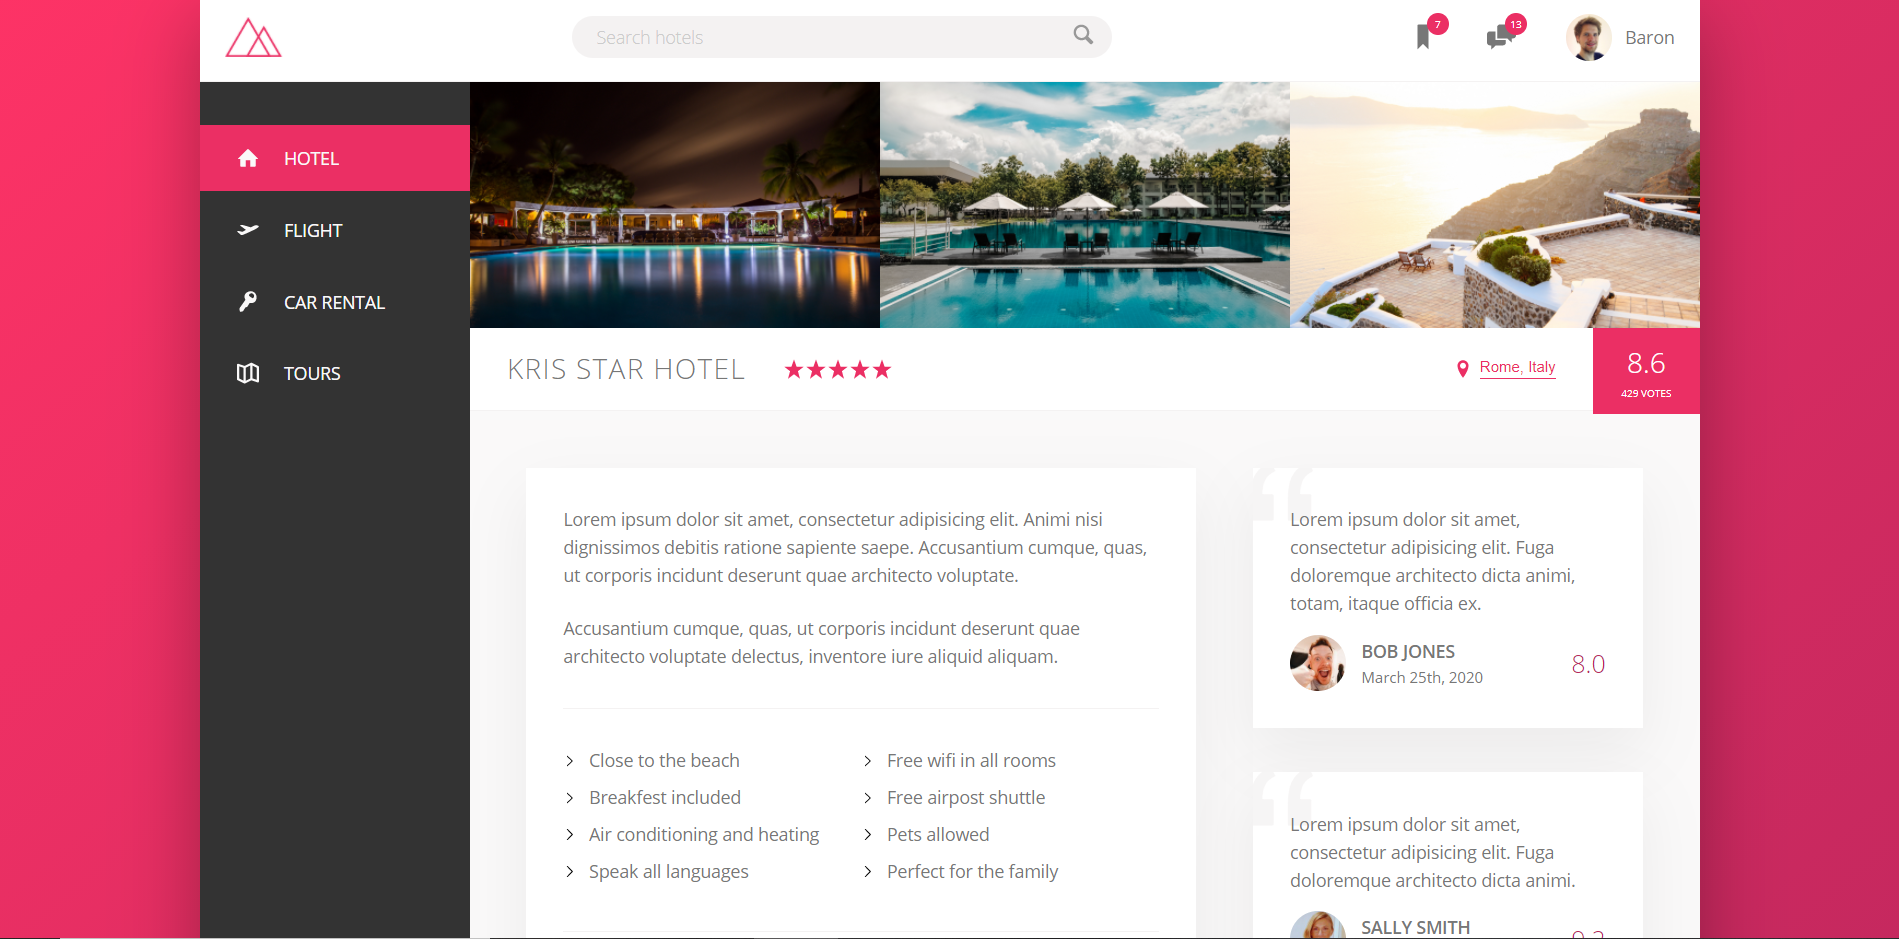 Search hotels
7
13
Baron
HOTEL
FLIGHT
CAR RENTAL
TOURS
KRIS STAR HOTEL
Rome, Italy
8.6
429 VOTES
Lorem ipsum dolor sit amet, consectetur adipisicing elit. Animi nisi
dignissimos debitis ratione sapiente saepe. Accusantium cumque, quas,
ut corporis incidunt deserunt quae architecto voluptate.
Accusantium cumque, quas, ut corporis incidunt deserunt quae
architecto voluptate delectus, inventore iure aliquid aliquam.
Close to the beach
Breakfest included
Air conditioning and heating
Speak all languages
Free wifi in all rooms
Free airpost shuttle
Pets allowed
Perfect for the family
Lorem ipsum dolor sit amet,
consectetur adipisicing elit. Fuga
doloremque architecto dicta animi,
totam, itaque officia ex.
BOB JONES
March 25th, 2020
8.0
Lorem ipsum dolor sit amet,
consectetur adipisicing elit. Fuga
doloremque architecto dicta animi.
SALLY SMITH